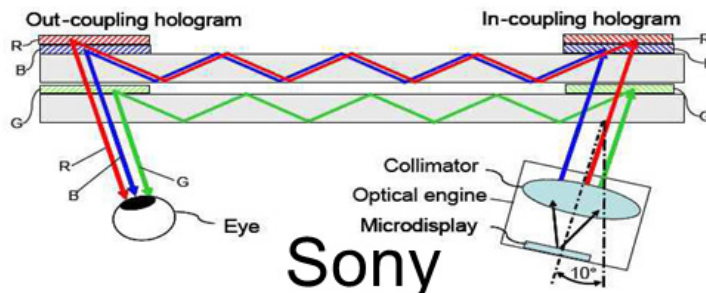 Out-coupling hologram
In-coupling hologram
R
B
G
R
G
R
B
G
Eye
Collimator
Optical engine
Microdisplay
10°
Sony